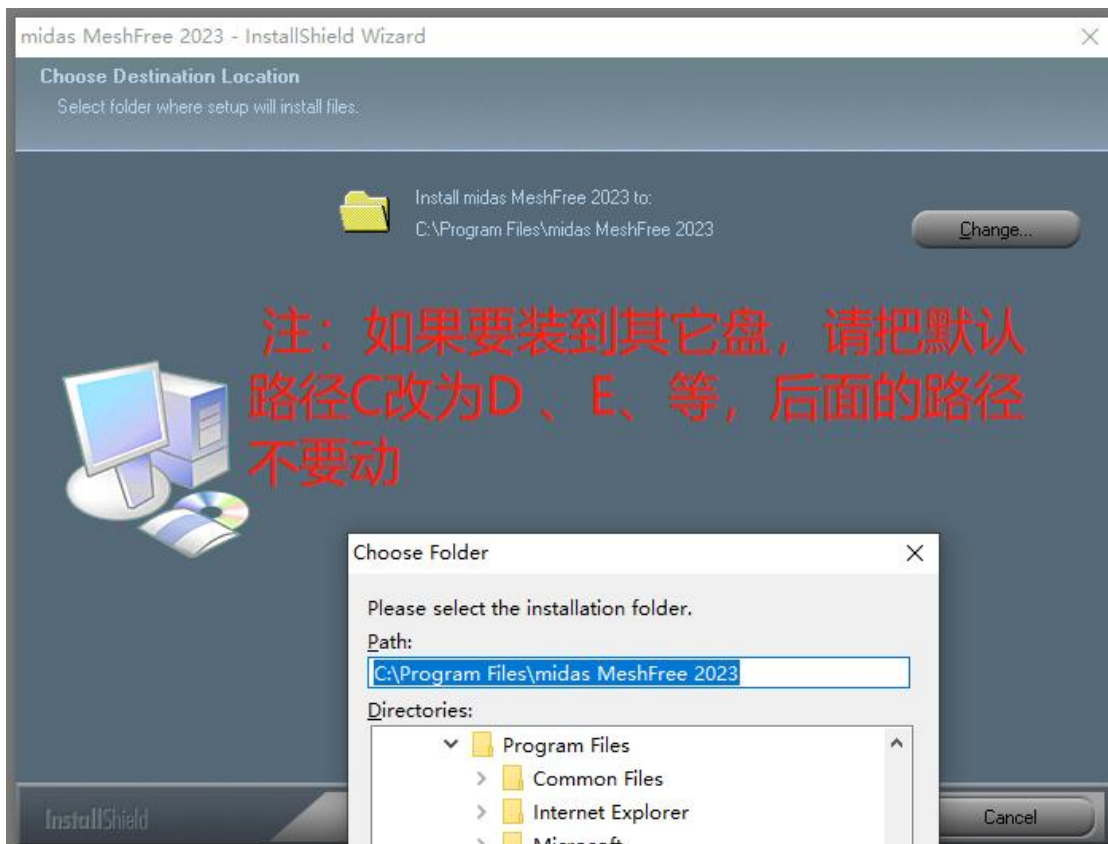 midas MeshFree 2023 - InstallShield Wizard
Choose Destination Location
Select folder where setup will install files.
Install midas MeshFree 2023 to:
C:\Program Files\midas MeshFree 2023
Change...
注：如果要装到其它盘，请把默认
路径C改为D 、E、等，后面的路径
不要动
Choose Folder
Please select the installation folder.
Path:
C:\Program Files\midas MeshFree 2023
Directories:
Program Files
Common Files
Internet Explorer
Microsoft
InstallShield
Cancel